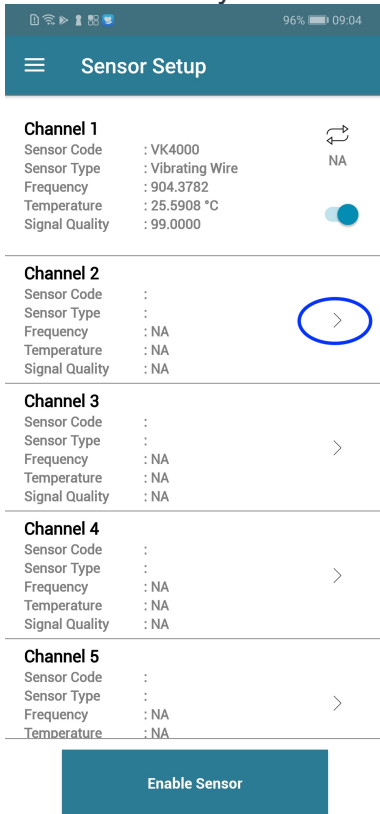 96% 09:04
Sensor Setup
Channel 1
Sensor Code : VK4000
Sensor Type : Vibrating Wire
Frequency : 904.3782
Temperature : 25.5908 °C
Signal Quality : 99.0000
NA
Channel 2
Sensor Code :
Sensor Type :
Frequency : NA
Temperature : NA
Signal Quality : NA
Channel 3
Sensor Code :
Sensor Type :
Frequency : NA
Temperature : NA
Signal Quality : NA
Channel 4
Sensor Code :
Sensor Type :
Frequency : NA
Temperature : NA
Signal Quality : NA
Channel 5
Sensor Code :
Sensor Type :
Frequency : NA
Temperature : NA
Enable Sensor